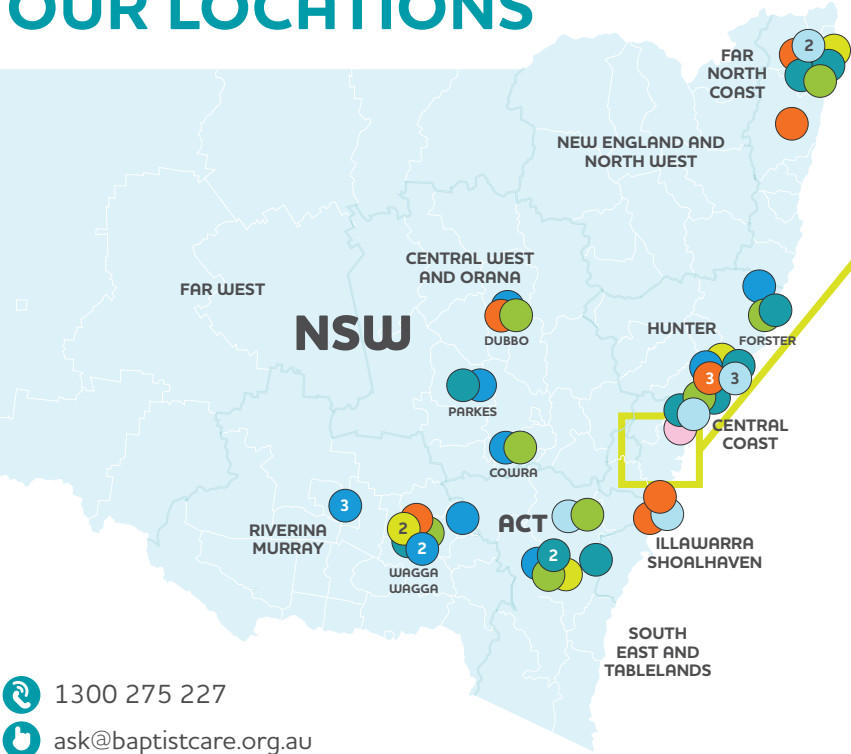 OUR LOCATIONS
FAR
NORTH
COAST
2
NEW ENGLAND AND
NORTH WEST
CENTRAL WEST
AND ORANA
FAR WEST
NSW
DUBBO
HUNTER
FORSTER
3
3
PARKES
CENTRAL
COAST
COWRA
3
RIVERINA
MURRAY
2
2
WAGGA
WAGGA
ACT
2
ILLAWARRA
SHOALHAVEN
SOUTH
EAST AND
TABLELANDS
1300 275 227
ask@baptistcare.org.au